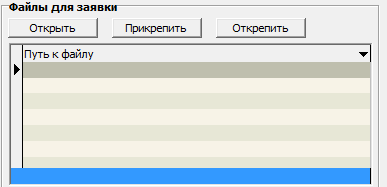 Файлы для заявки
Открыть Прикрепить Открепить
Путь к файлу